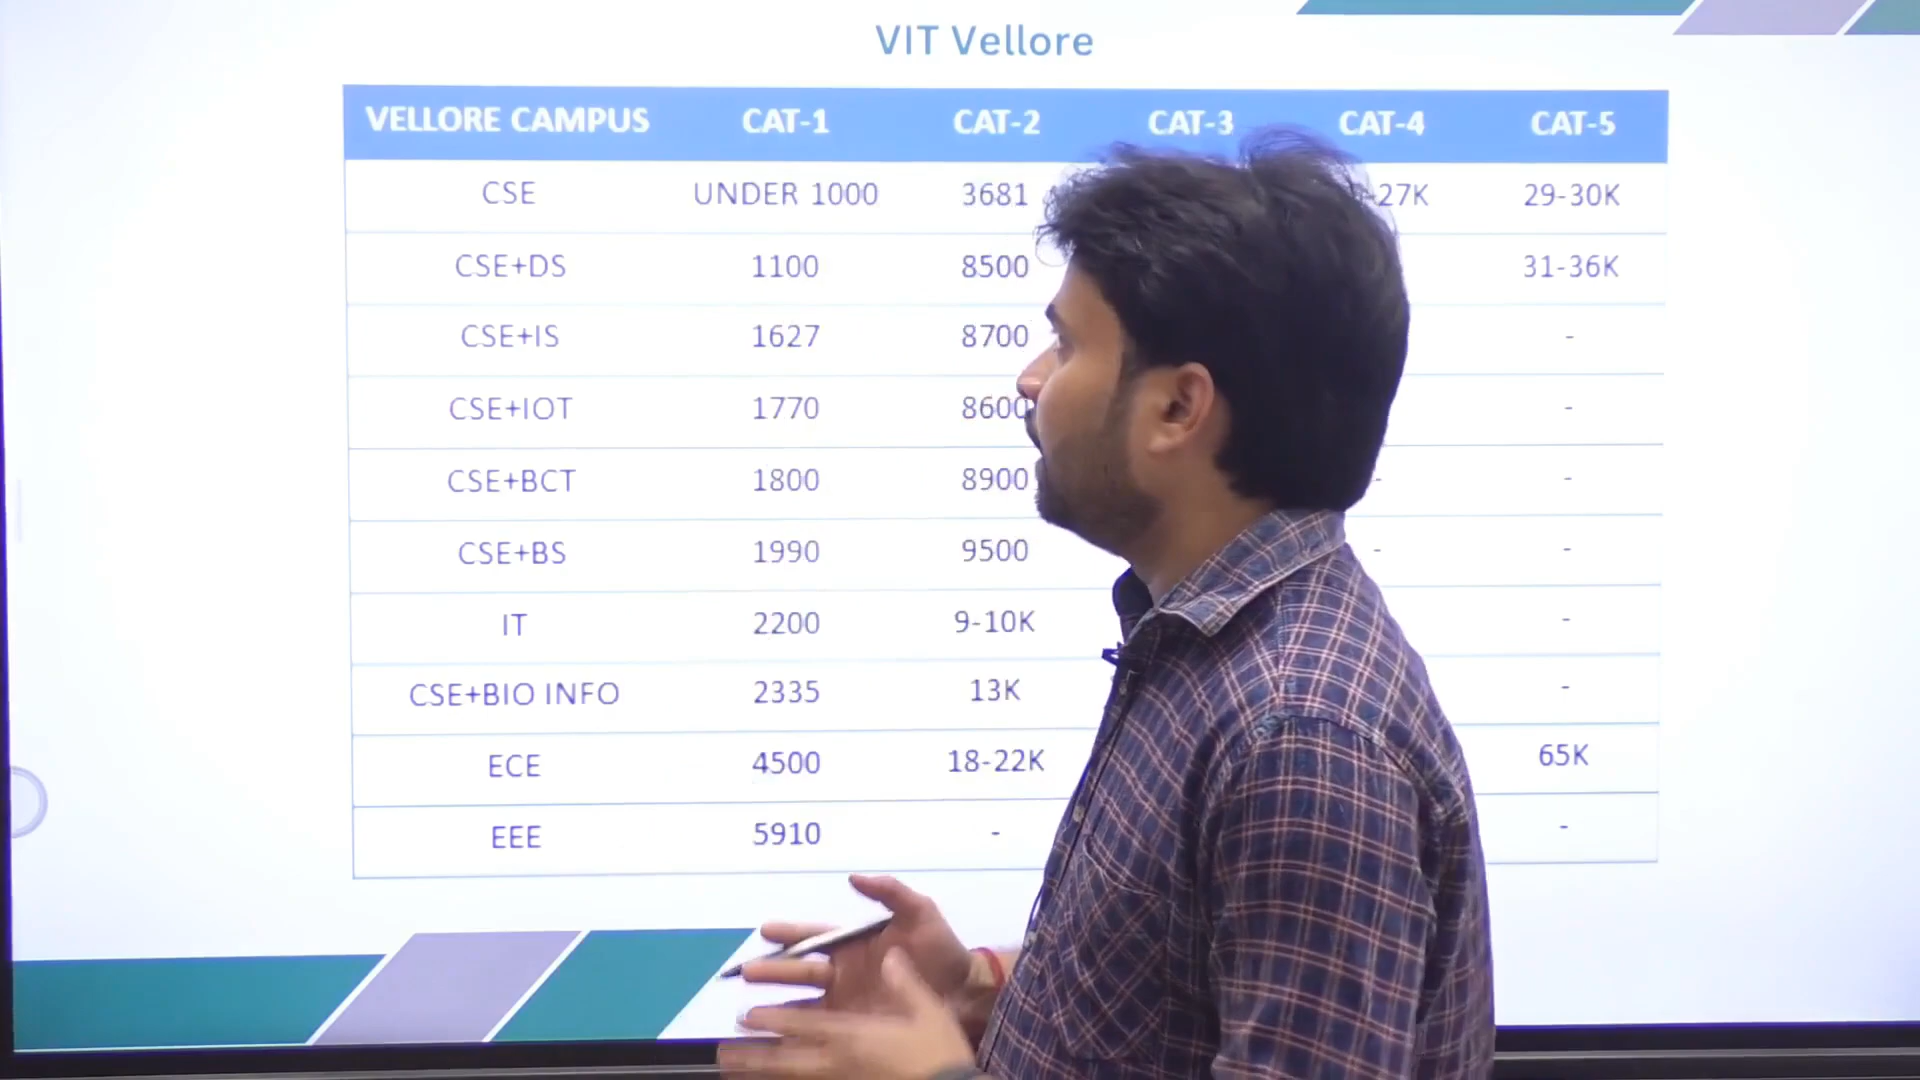 VIT Vellore
VELLORE CAMPUS CAT-1 CAT-2 CAT-3 CAT-4 CAT-5
CSE UNDER 1000 3681 -27K 29-30K
CSE+DS 1100 8500 31-36K
CSE+IS 1627 8700 -
CSE+IOT 1770 8600 -
CSE+BCT 1800 8900 - -
CSE+BS 1990 9500 - -
IT 2200 9-10K -
CSE+BIO INFO 2335 13K -
ECE 4500 18-22K 65K
EEE 5910 - -